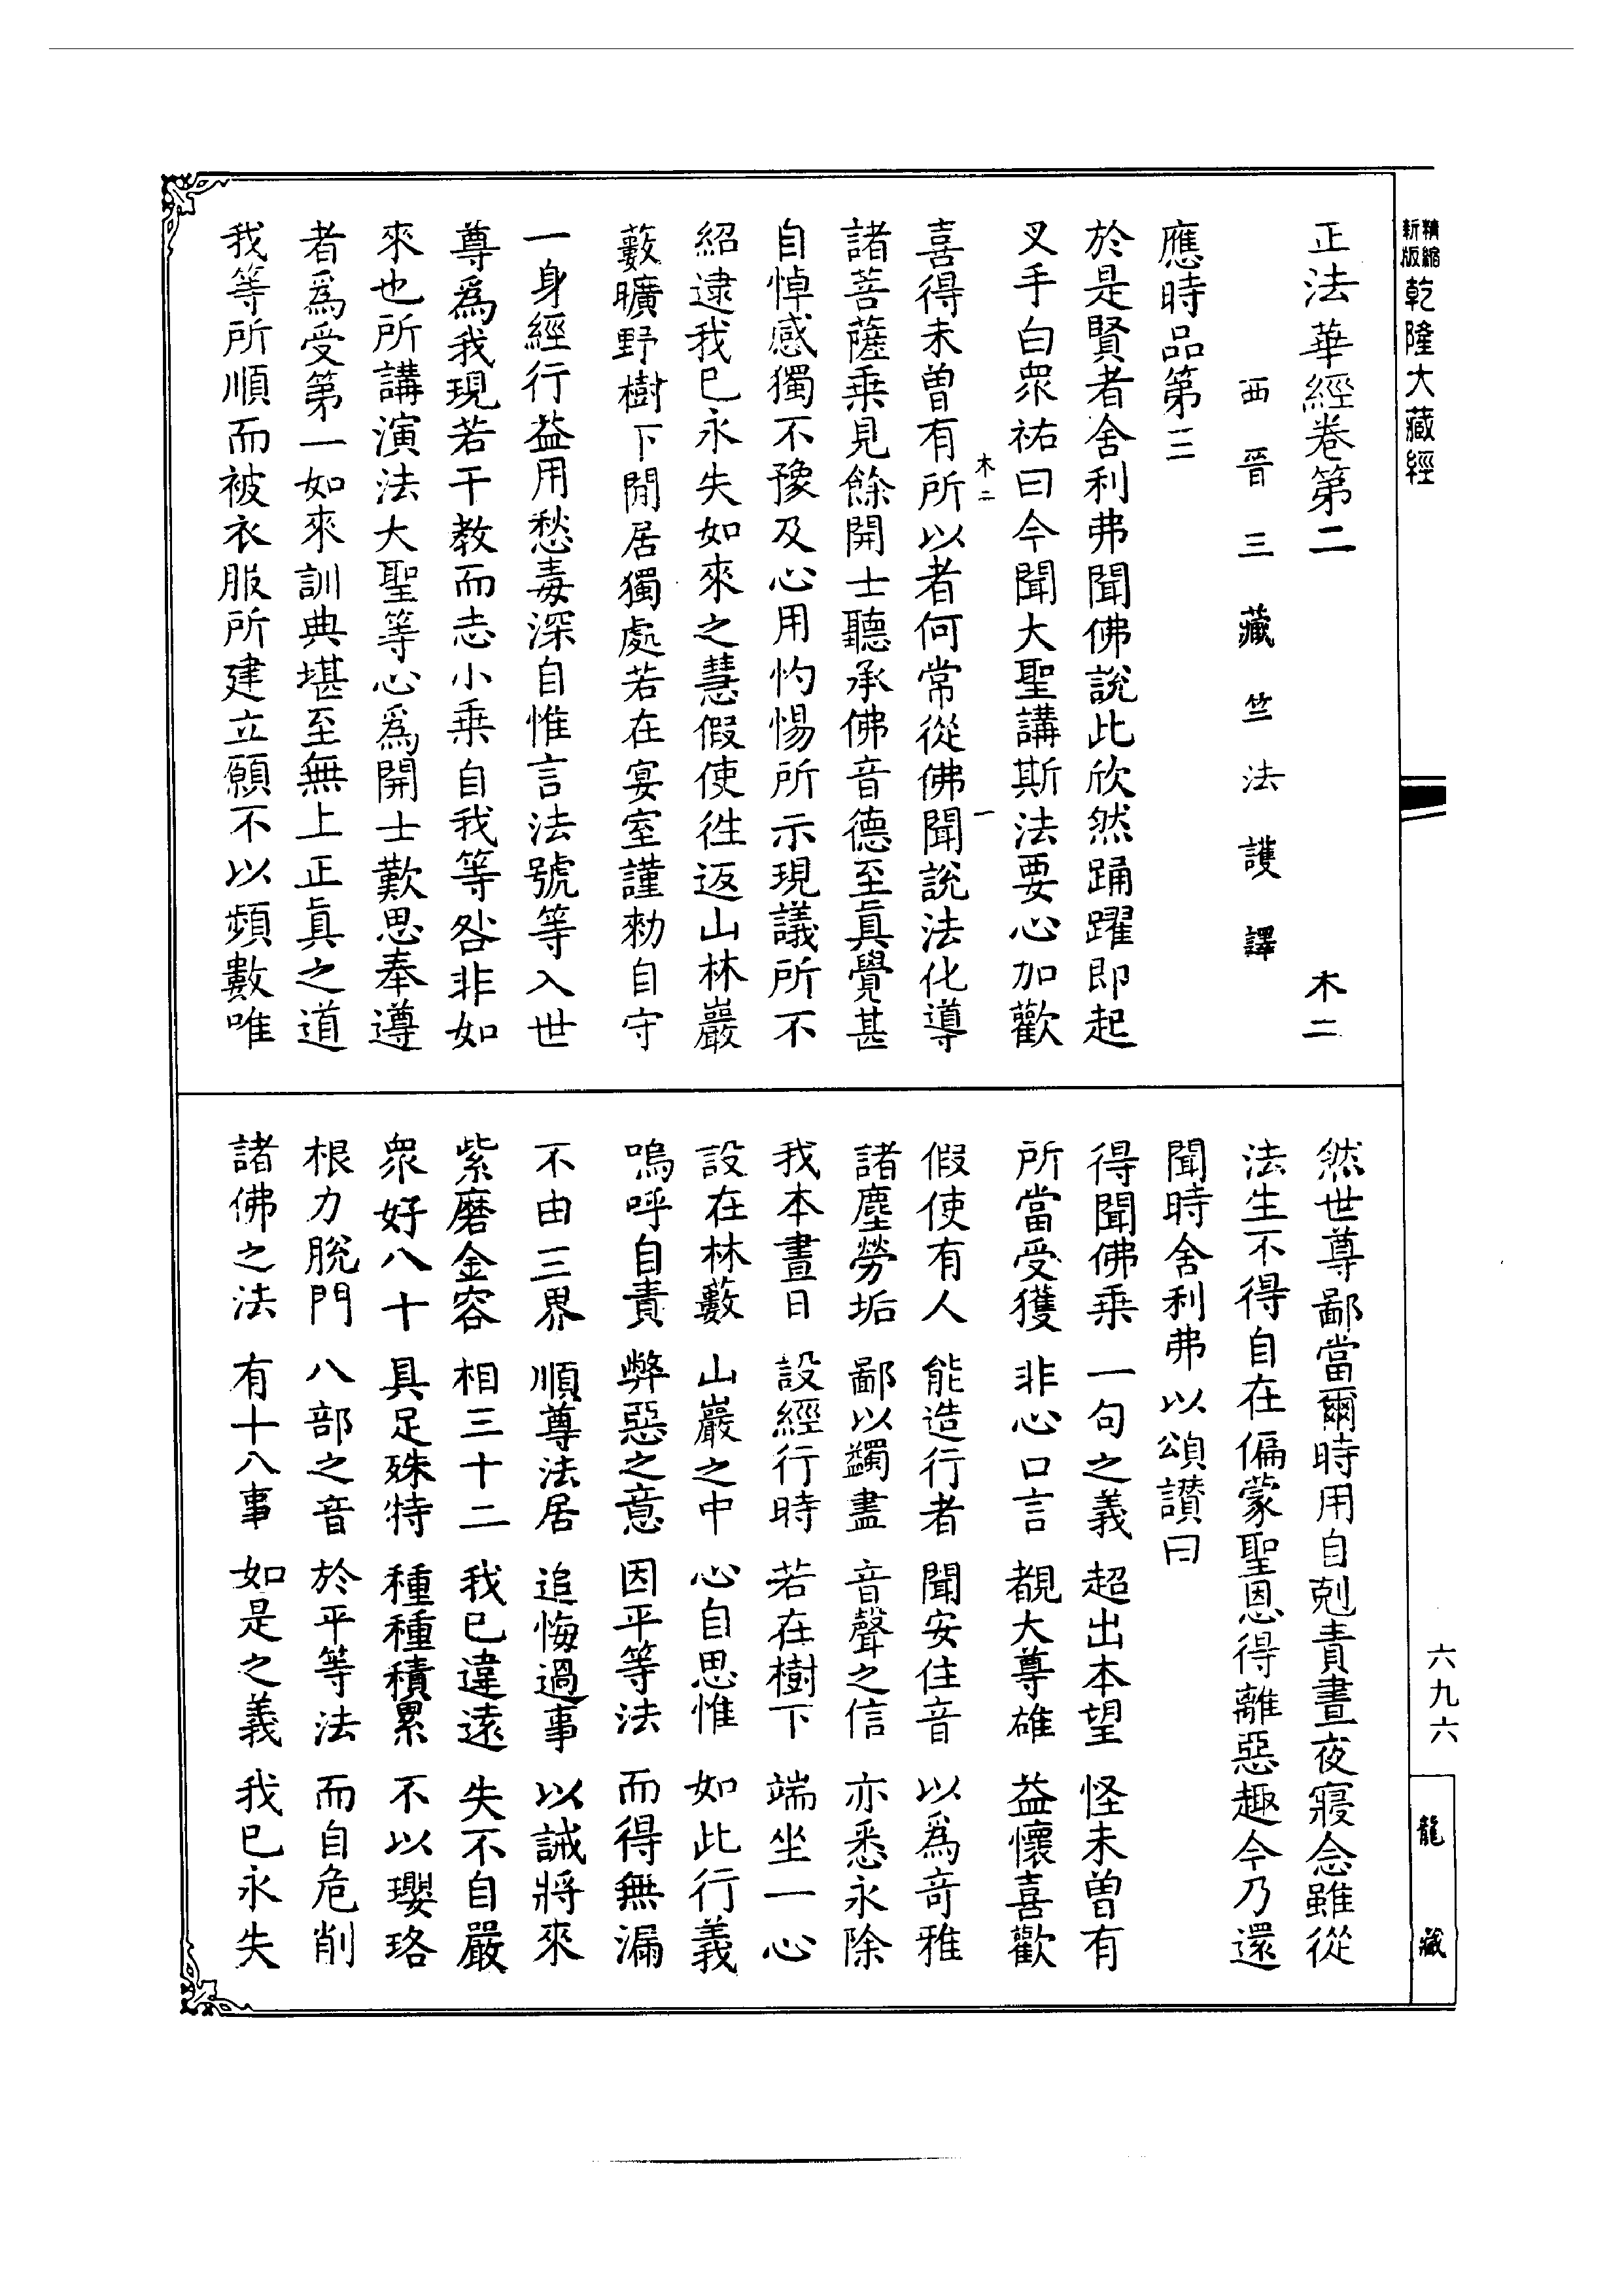 精縮新版乾隆大藏經
正法華經卷第二 木二
西晉三藏竺法護譯
應時品第三
於是賢者舍利弗聞佛說此欣然踊躍即起
叉手白眾祐曰今聞大聖講斯法要心加歡
木二 一
喜得未曾有所以者何常從佛聞說法化導
諸菩薩乘見餘開士聽承佛音德至真覺甚
自悼感獨不豫及心用灼惕所示現議所不
紹逮我已永失如來之慧假使往返山林巖
藪曠野樹下閒居獨處若在宴室謹勑自守
一身經行益用愁毒深自惟言法號等入世
尊為我現若干教而志小乘自我等咎非如
來也所講演法大聖等心為開士歎思奉遵
者為受第一如來訓典堪至無上正真之道
我等所順而被衣服所建立願不以頻數唯
然世尊鄙當爾時用自剋責晝夜寢念雖從
法生不得自在偏蒙聖恩得離惡趣今乃還
聞時舍利弗以頌讚曰
得聞佛乘 一句之義 超出本望 怪未曾有
所當受獲 非心口言 覩大尊雄 益懷喜歡
假使有人 能造行者 聞安住音 以為奇雅
諸塵勞垢 鄙以蠲盡 音聲之信 亦悉永除
我本晝日 設經行時 若在樹下 端坐一心
設在林藪 山巖之中 心自思惟 如此行義
嗚呼自責 弊惡之意 因平等法 而得無漏
不由三界 順尊法居 追悔過事 以誡將來
紫磨金容 相三十二 我已違遠 失不自嚴
眾好八十 具足殊特 種種積累 不以瓔珞
根力脫門 八部之音 於平等法 而自危削
諸佛之法 有十八事 如是之義 我已永失
六九六
龍藏